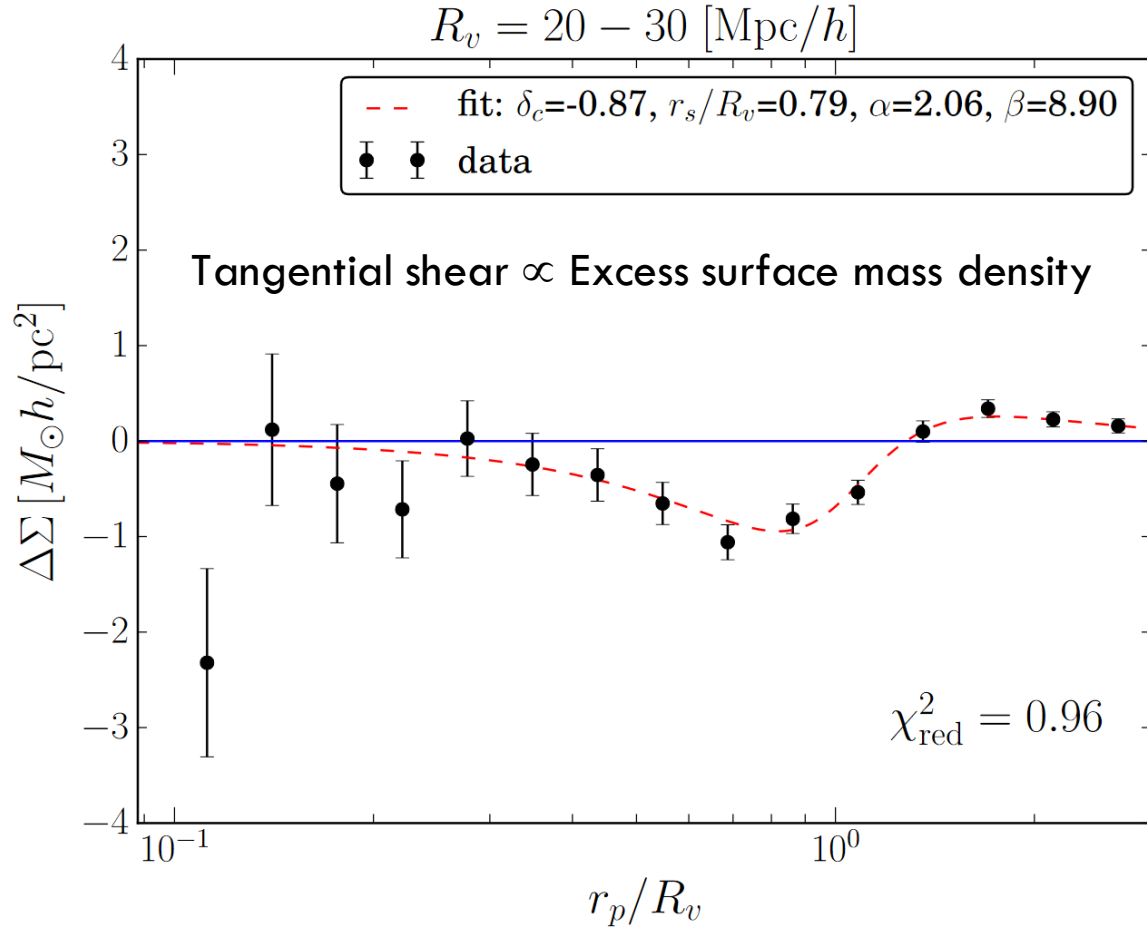 R_v = 20 − 30 [Mpc/h]
fit: δ_c=-0.87, r_s/R_v=0.79, α=2.06, β=8.90
data
Tangential shear ∝ Excess surface mass density
4
3
2
1
0
−1
−2
−3
−4
ΔΣ [M_⊙h/pc²]
χ²_red = 0.96
10⁻¹
10⁰
r_p/R_v